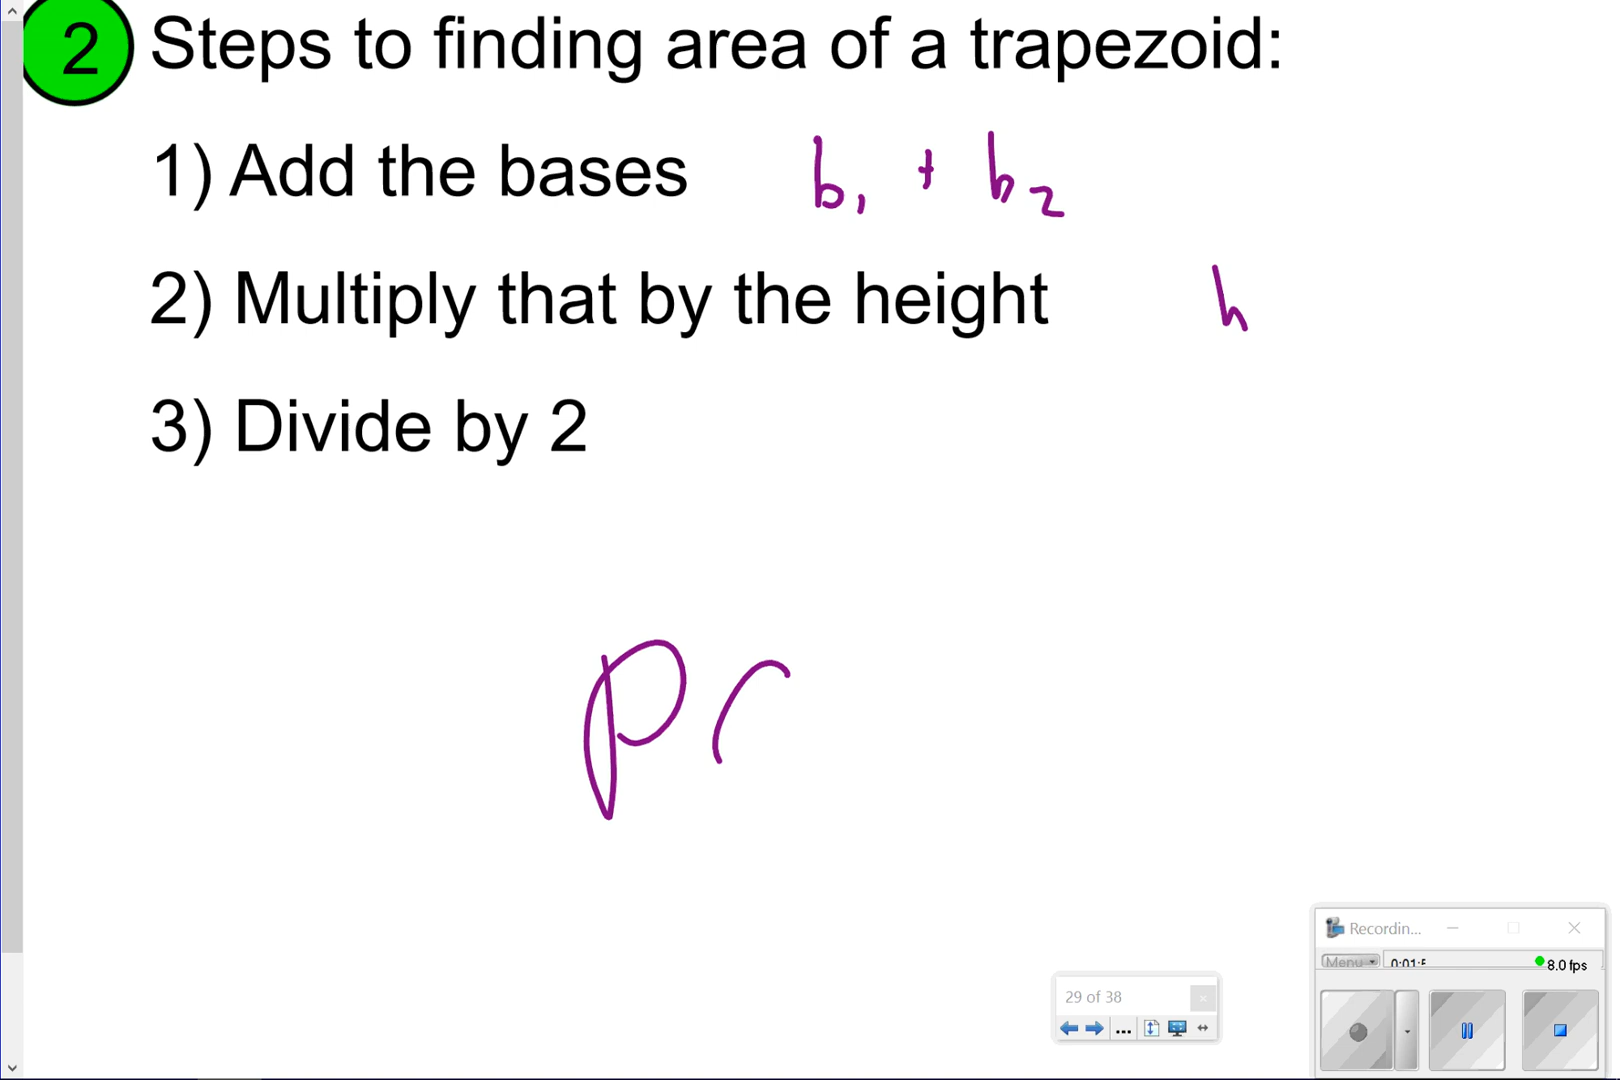 2 Steps to finding area of a trapezoid:
1) Add the bases b₁ + b₂
2) Multiply that by the height h
3) Divide by 2
pr
Recordin...
Menu
8.0 fps
29 of 38